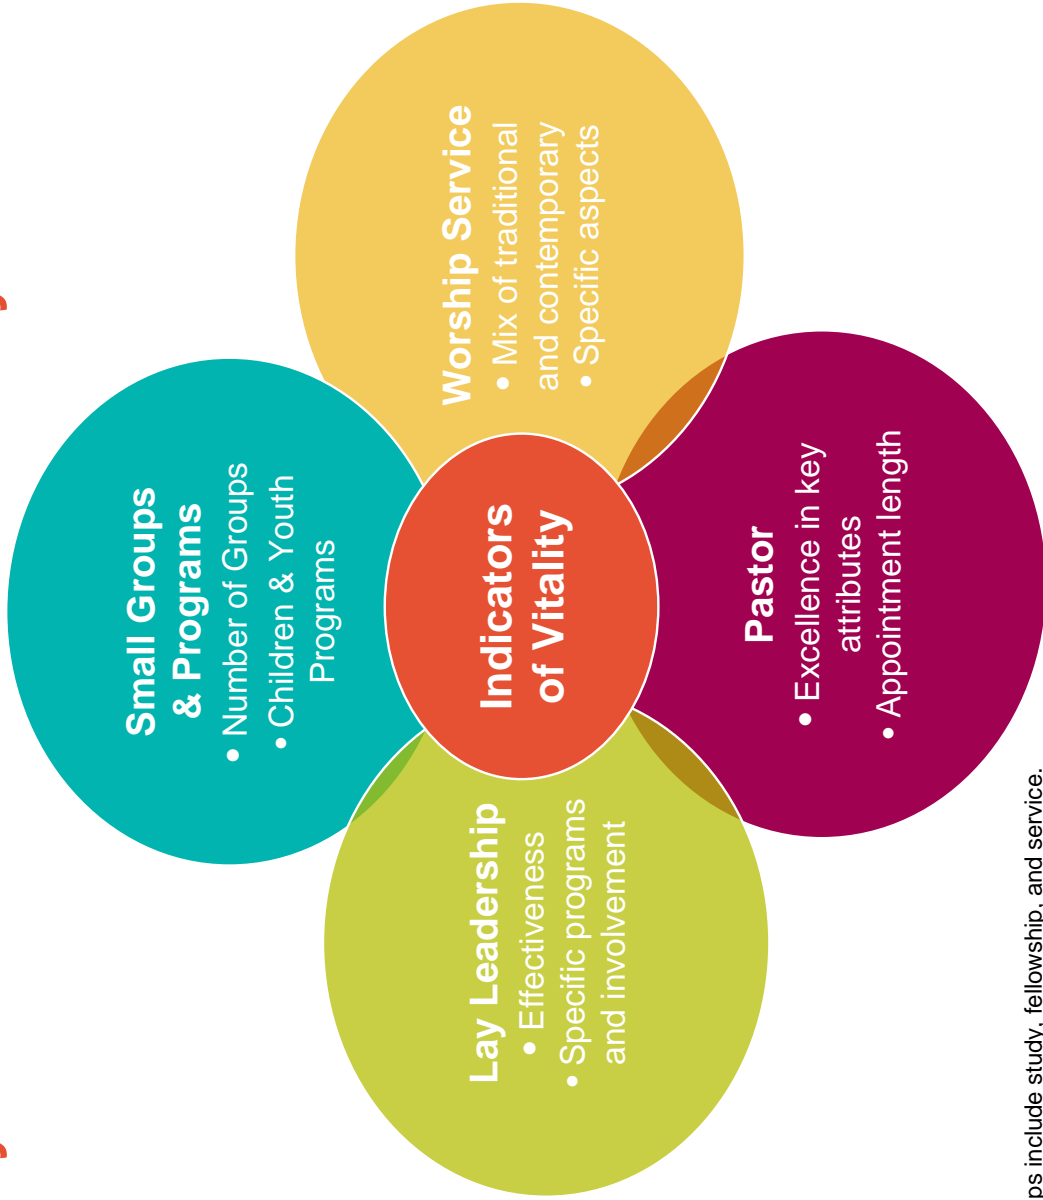 Small Groups
& Programs
• Number of Groups
• Children & Youth
Programs
Lay Leadership
• Effectiveness
• Specific programs
and involvement
Indicators
of Vitality
Worship Service
• Mix of traditional
and contemporary
• Specific aspects
Pastor
• Excellence in key
attributes
• Appointment length
include study, fellowship, and service.